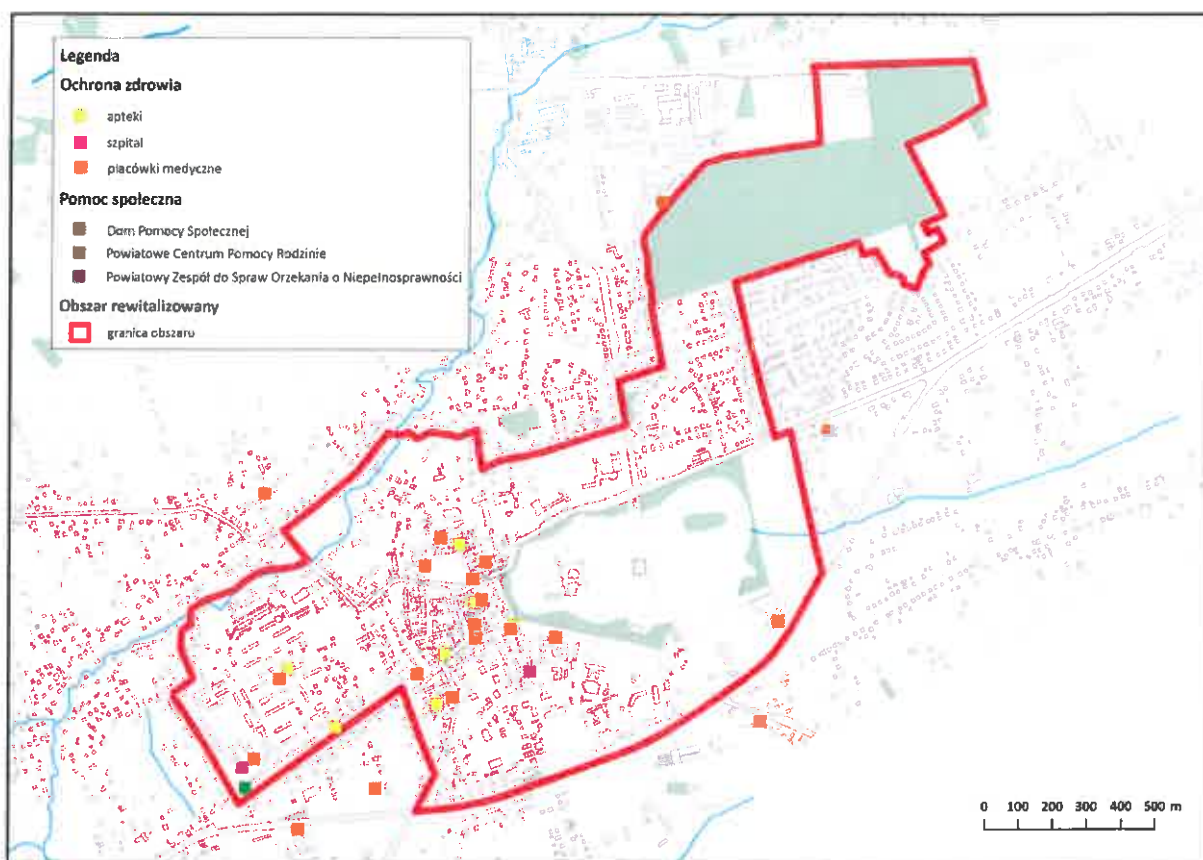 Legenda
Ochrona zdrowia
apteki
szpital
placówki medyczne
Pomoc społeczna
Dom Pomocy Społecznej
Powiatowe Centrum Pomocy Rodzinie
Powiatowy Zespół do Spraw Orzekania o Niepełnosprawności
Obszar rewitalizowany
granica obszaru
0 100 200 300 400 500 m